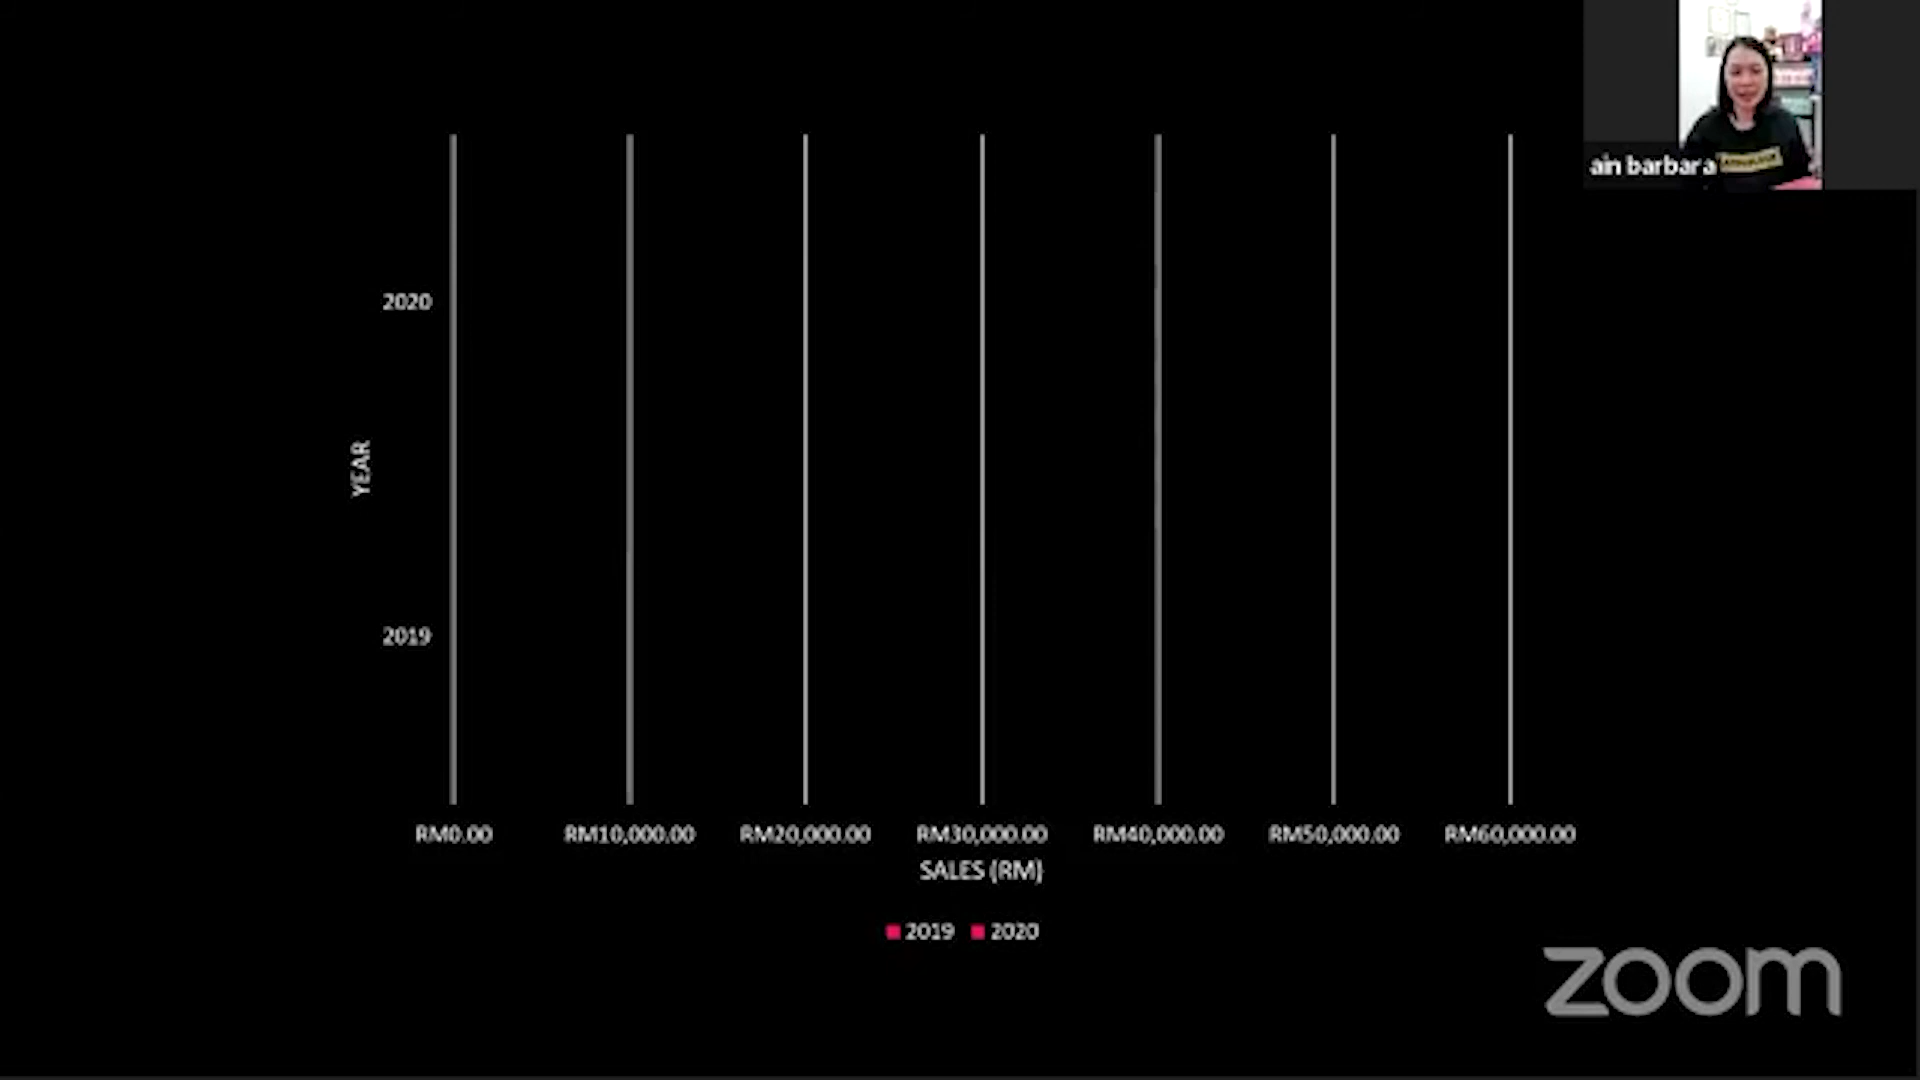 ain barbara
2020
YEAR
2019
RM0.00 RM10,000.00 RM20,000.00 RM30,000.00 RM40,000.00 RM50,000.00 RM60,000.00
SALES (RM)
2019 2020
zoom